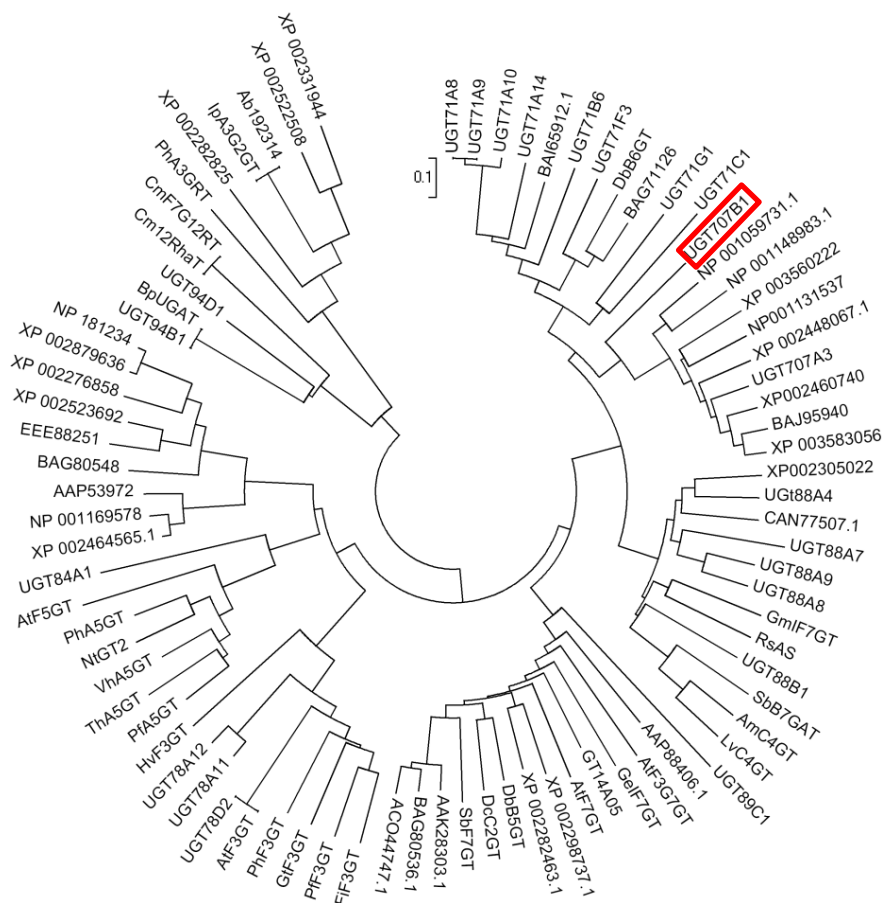 UGT71A8
UGT71A9
UGT71A10
UGT71A14
BAI65912.1
UGT71B6
UGT71F3
DbB6GT
BAG71126
UGT71G1
UGT71C1
UGT707B1
NP 001059731.1
NP 001148983.1
XP 003560222
NP001131537
XP 002448067.1
UGT707A3
XP002460740
BAJ95940
XP 003583056
XP002305022
UGt88A4
CAN77507.1
UGT88A7
UGT88A9
UGT88A8
GmIF7GT
RsAS
UGT88B1
SbB7GAT
AmC4GT
LvC4GT
UGT89C1
AAP88406.1
AtF3G7GT
GeIF7GT
GT14A05
AtF7GT
XP 002298737.1
XP 002282463.1
DbB5GT
DcC2GT
SbF7GT
AAK28303.1
BAG80536.1
ACO44747.1
FiF3GT
PfF3GT
GtF3GT
PhF3GT
AtF3GT
UGT78D2
UGT78A11
UGT78A12
HvF3GT
PfA5GT
ThA5GT
VhA5GT
NtGT2
PhA5GT
AtF5GT
UGT84A1
XP 002464565.1
NP 001169578
AAP53972
BAG80548
EEE88251
XP 002523692
XP 002276858
XP 002879636
NP 181234
UGT94B1
BpUGAT
UGT94D1
Cm12RhaT
CmF7G12RT
PhA3GRT
XP 002282825
IpA3G2GT
Ab192314
XP 002522508
XP 002331944
0.1